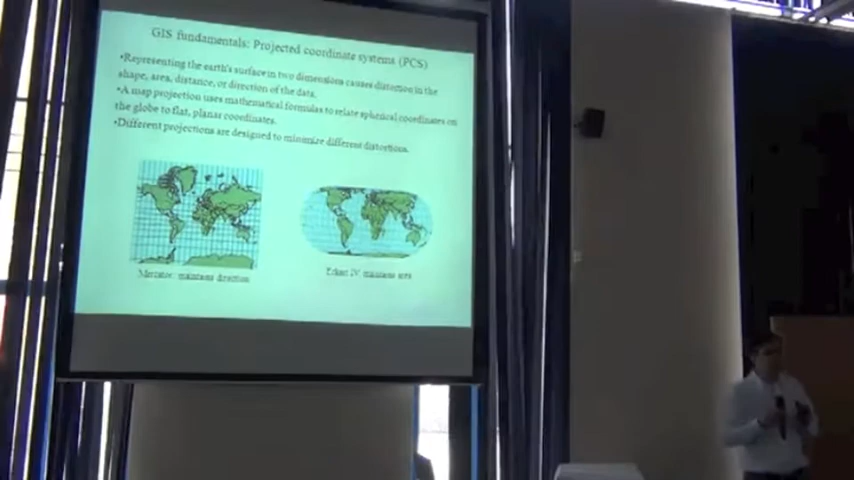 GIS fundamentals: Projected coordinate systems (PCS)
•Representing the earth's surface in two dimensions causes distortion in the
shape, area, distance, or direction of the data.
•A map projection uses mathematical formulas to relate spherical coordinates on
the globe to flat, planar coordinates.
•Different projections are designed to minimize different distortions.
Mercator: maintains direction
Eckert IV: maintains area